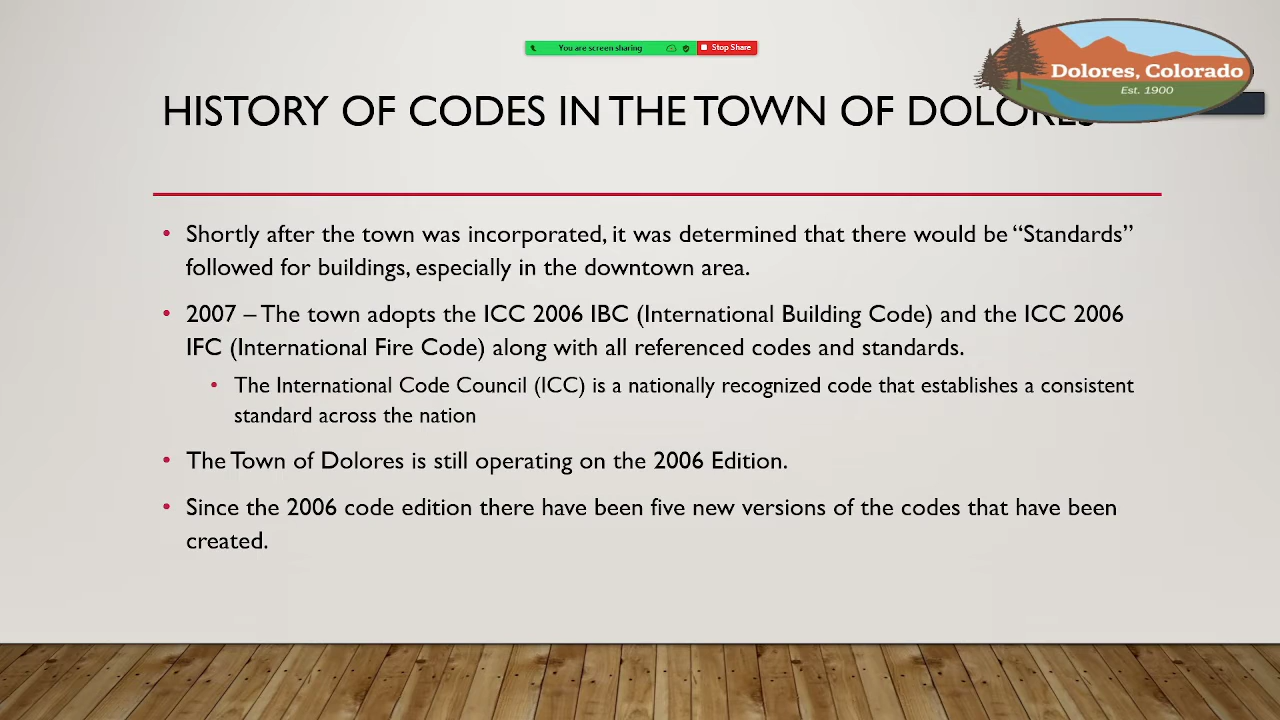 You are screen sharing
Stop Share
Dolores, Colorado
Est. 1900
HISTORY OF CODES IN THE TOWN OF DOLORES
• Shortly after the town was incorporated, it was determined that there would be “Standards”
followed for buildings, especially in the downtown area.
• 2007 – The town adopts the ICC 2006 IBC (International Building Code) and the ICC 2006
IFC (International Fire Code) along with all referenced codes and standards.
• The International Code Council (ICC) is a nationally recognized code that establishes a consistent
standard across the nation
• The Town of Dolores is still operating on the 2006 Edition.
• Since the 2006 code edition there have been five new versions of the codes that have been
created.